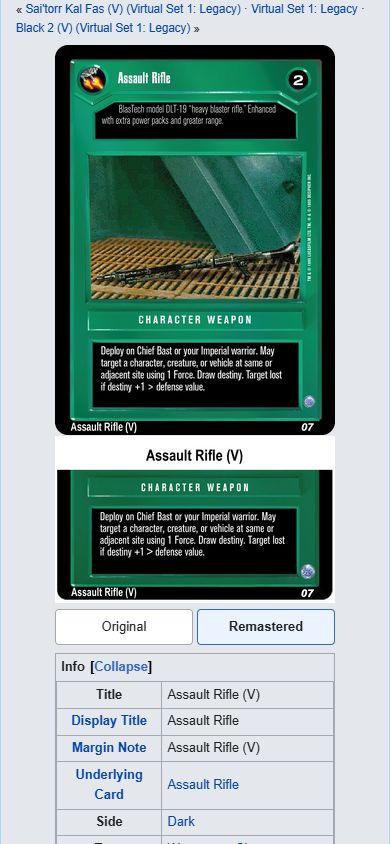 « Sai'torr Kal Fas (V) (Virtual Set 1: Legacy) · Virtual Set 1: Legacy ·
Black 2 (V) (Virtual Set 1: Legacy) »
Assault Rifle
2
BlasTech model DLT-19 "heavy blaster rifle." Enhanced
with extra power packs and greater range.
CHARACTER WEAPON
Deploy on Chief Bast or your Imperial warrior. May
target a character, creature, or vehicle at same or
adjacent site using 1 Force. Draw destiny. Target lost
if destiny +1 > defense value.
Assault Rifle (V)
07
Assault Rifle (V)
CHARACTER WEAPON
Deploy on Chief Bast or your Imperial warrior. May
target a character, creature, or vehicle at same or
adjacent site using 1 Force. Draw destiny. Target lost
if destiny +1 > defense value.
Assault Rifle (V)
07
Original
Remastered
Info [Collapse]
Title
Assault Rifle (V)
Display Title
Assault Rifle
Margin Note
Assault Rifle (V)
Underlying
Card
Assault Rifle
Side
Dark